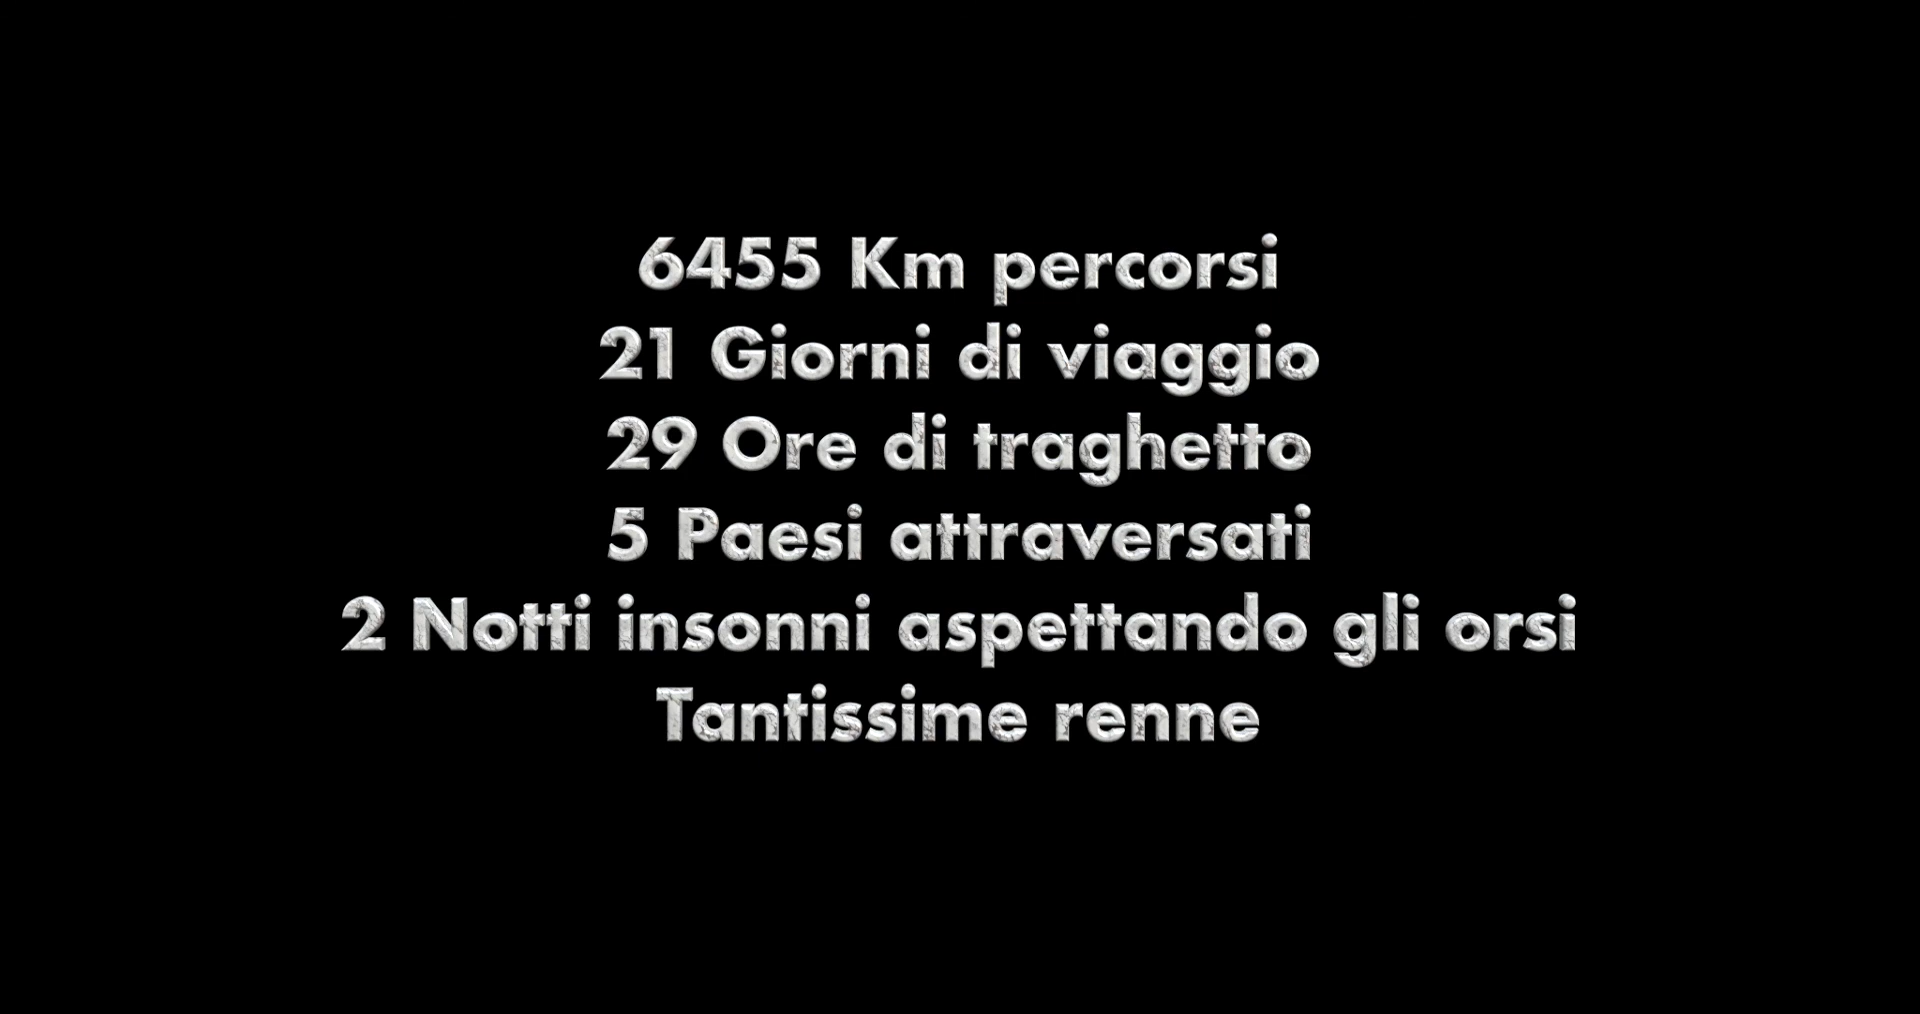 6455 Km percorsi
21 Giorni di viaggio
29 Ore di traghetto
5 Paesi attraversati
2 Notti insonni aspettando gli orsi
Tantissime renne